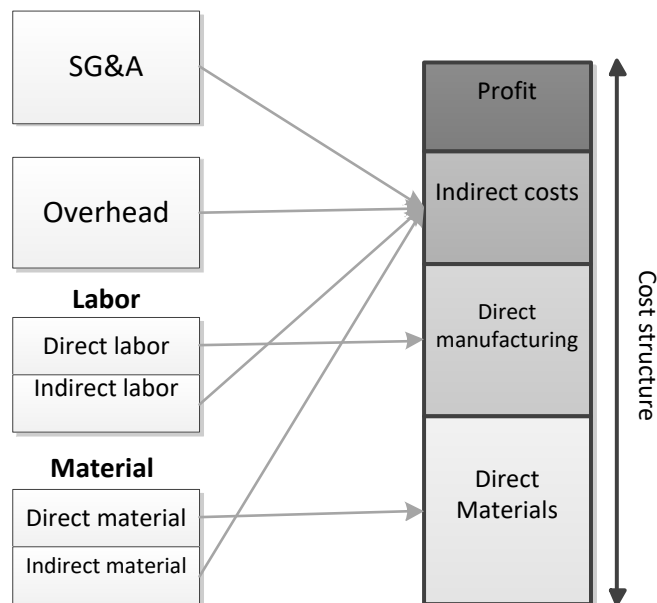 SG&A
Overhead
Labor
Direct labor
Indirect labor
Material
Direct material
Indirect material
Profit
Indirect costs
Direct
manufacturing
Direct
Materials
Cost structure